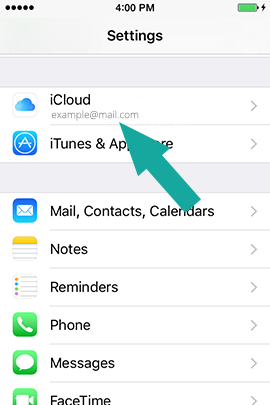 4:00 PM
Settings
iCloud
example@mail.com
iTunes & App Store
Mail, Contacts, Calendars
Notes
Reminders
Phone
Messages
FaceTime